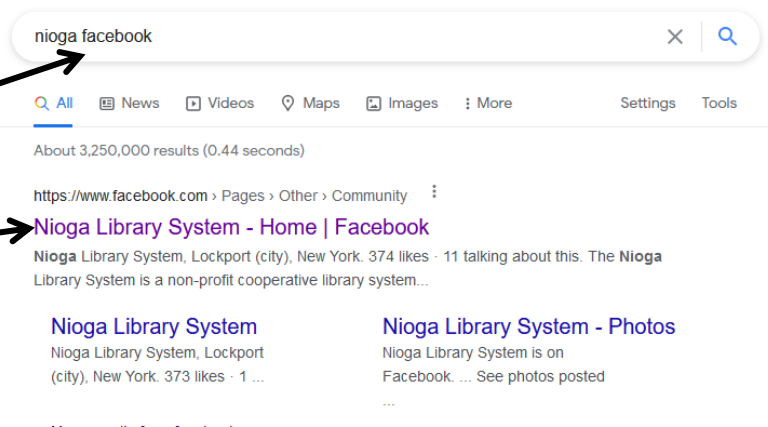 nioga facebook
All News Videos Maps Images More Settings Tools
About 3,250,000 results (0.44 seconds)
https://www.facebook.com › Pages › Other › Community
Nioga Library System - Home | Facebook
Nioga Library System, Lockport (city), New York. 374 likes · 11 talking about this. The Nioga
Library System is a non-profit cooperative library system...
Nioga Library System
Nioga Library System, Lockport
(city), New York. 373 likes · 1 ...
Nioga Library System - Photos
Nioga Library System is on
Facebook. ... See photos posted
...